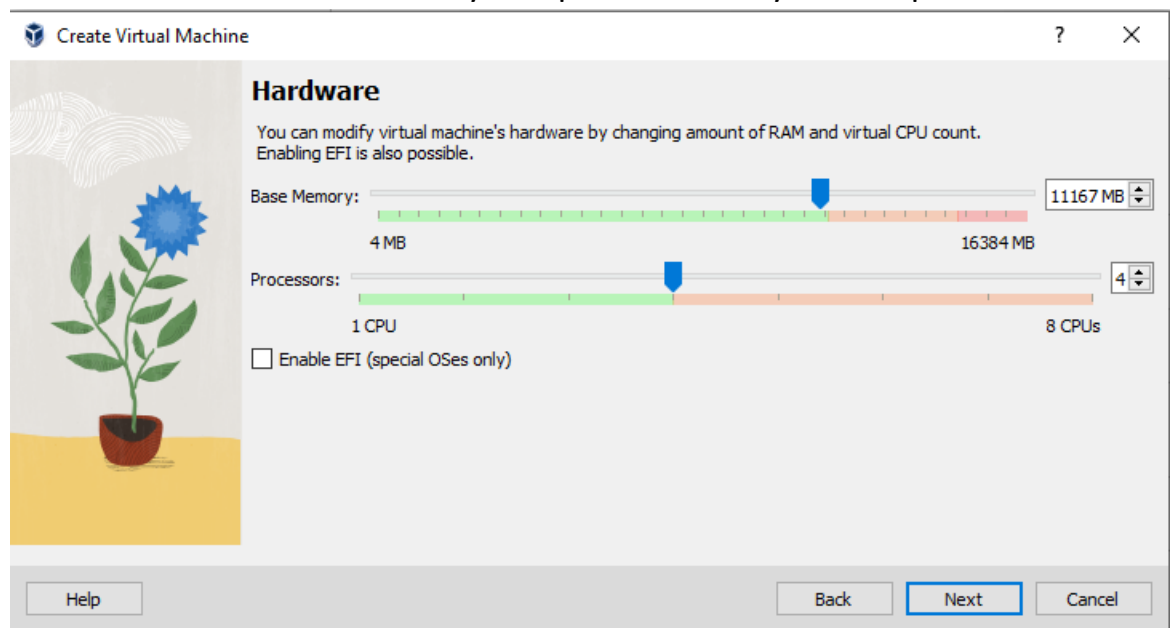 Create Virtual Machine
?
Hardware
You can modify virtual machine's hardware by changing amount of RAM and virtual CPU count.
Enabling EFI is also possible.
Base Memory: 11167 MB
4 MB 16384 MB
Processors: 4
1 CPU 8 CPUs
Enable EFI (special OSes only)
Help Back Next Cancel